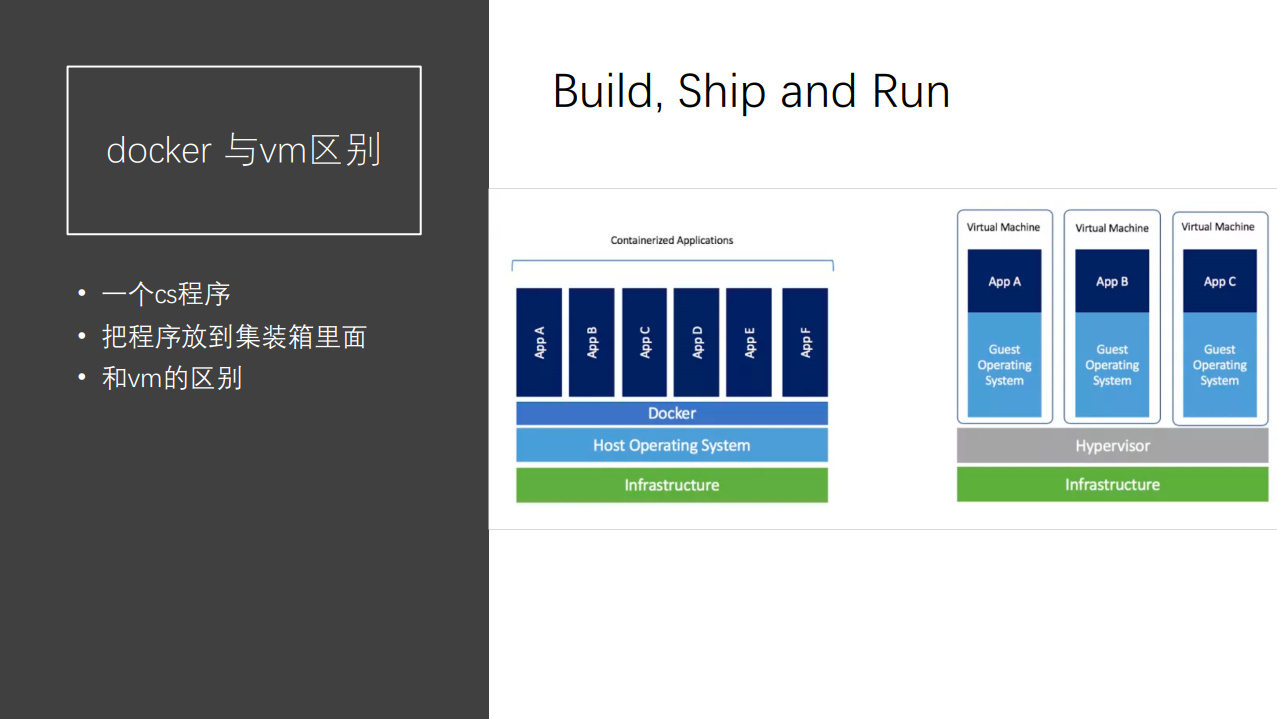 docker 与vm区别
• 一个cs程序
• 把程序放到集装箱里面
• 和vm的区别
Build, Ship and Run
Containerized Applications
App A
App B
App C
App D
App E
App F
Docker
Host Operating System
Infrastructure
Virtual Machine
App A
Guest
Operating
System
Virtual Machine
App B
Guest
Operating
System
Virtual Machine
App C
Guest
Operating
System
Hypervisor
Infrastructure